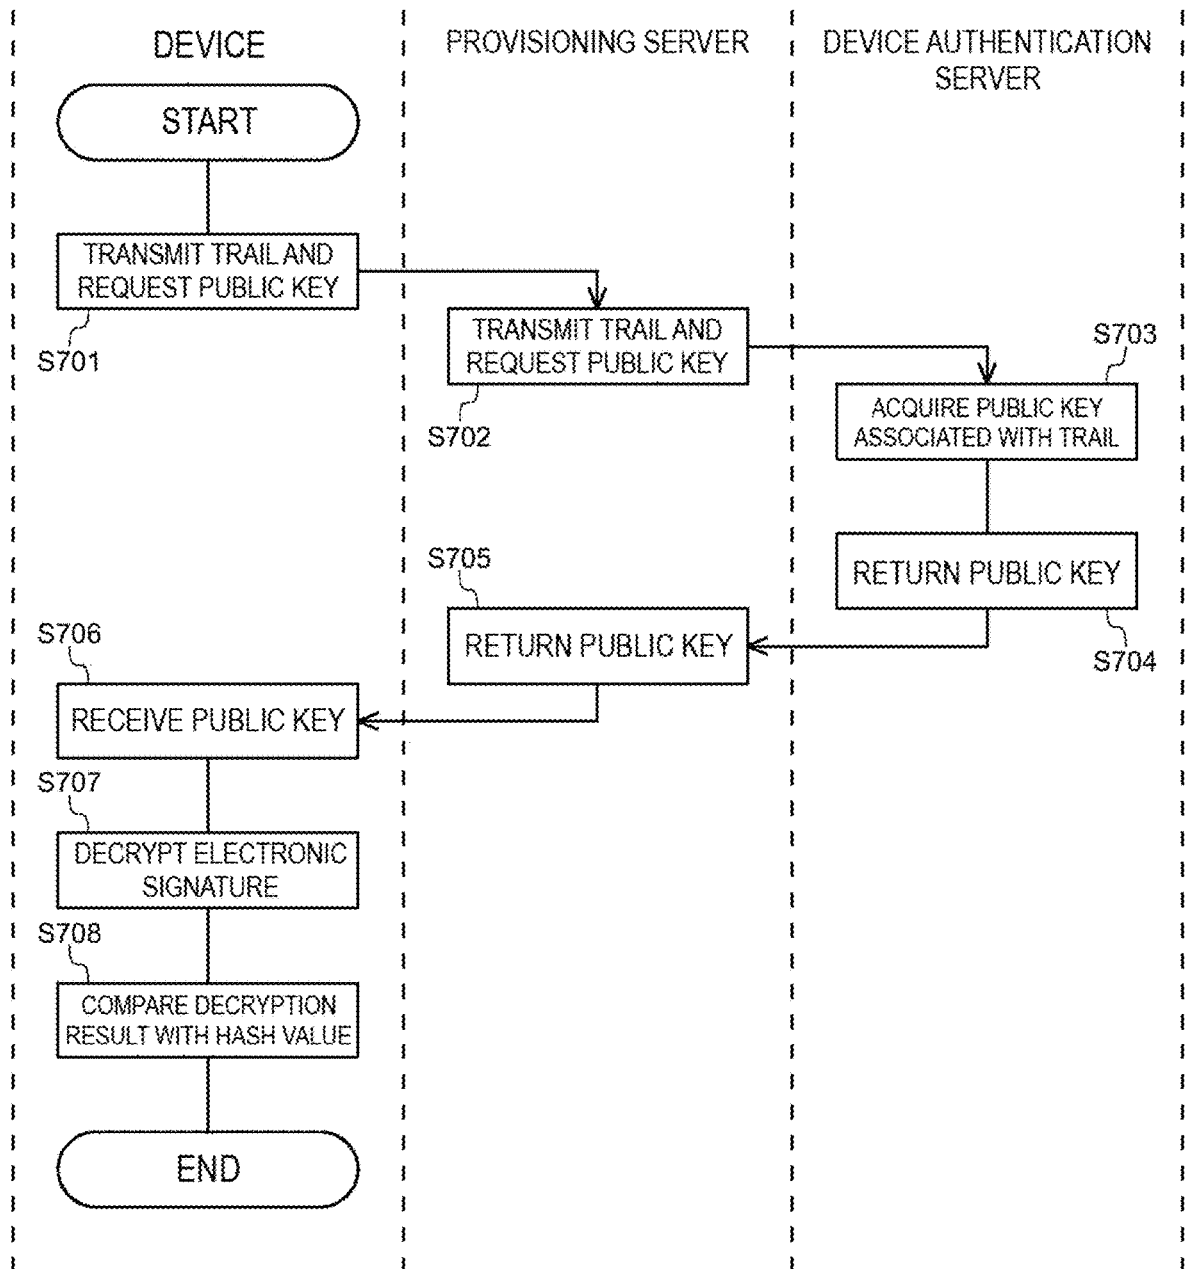 DEVICE
PROVISIONING SERVER
DEVICE AUTHENTICATION
SERVER
START
TRANSMIT TRAIL AND
REQUEST PUBLIC KEY
S701
TRANSMIT TRAIL AND
REQUEST PUBLIC KEY
S702
S703
ACQUIRE PUBLIC KEY
ASSOCIATED WITH TRAIL
RETURN PUBLIC KEY
S704
S705
RETURN PUBLIC KEY
S706
RECEIVE PUBLIC KEY
S707
DECRYPT ELECTRONIC
SIGNATURE
S708
COMPARE DECRYPTION
RESULT WITH HASH VALUE
END